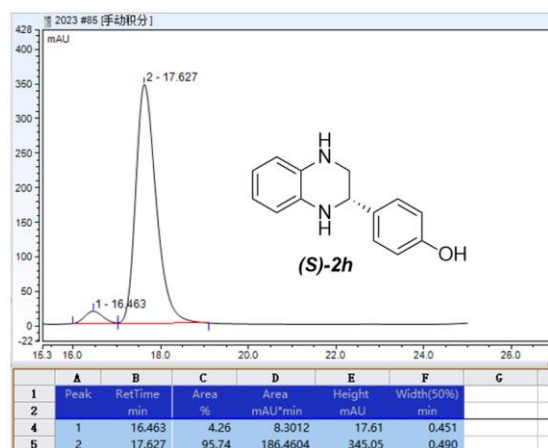 2023 #86 [手动积分]
428
mAU
400
350
300
250
200
150
100
50
0
-22
2 - 17.627
1 - 16.463
H
N
N
H
OH
(S)-2h
15.3 16.0 18.0 20.0 22.0 24.0 26.0
A B C D E F G
1 Peak RetTime Area Area Height Width(50%)
2 min % mAU*min mAU min
4 1 16.463 4.26 8.3012 17.61 0.451
5 2 17.627 95.74 186.4604 345.05 0.490